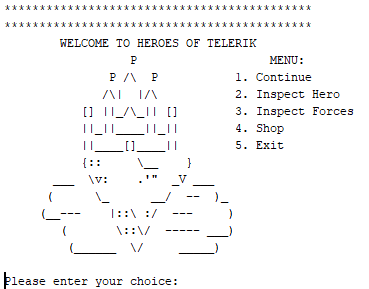 ********************************************
********************************************
WELCOME TO HEROES OF TELERIK
MENU:
1. Continue
2. Inspect Hero
3. Inspect Forces
4. Shop
5. Exit
Please enter your choice: